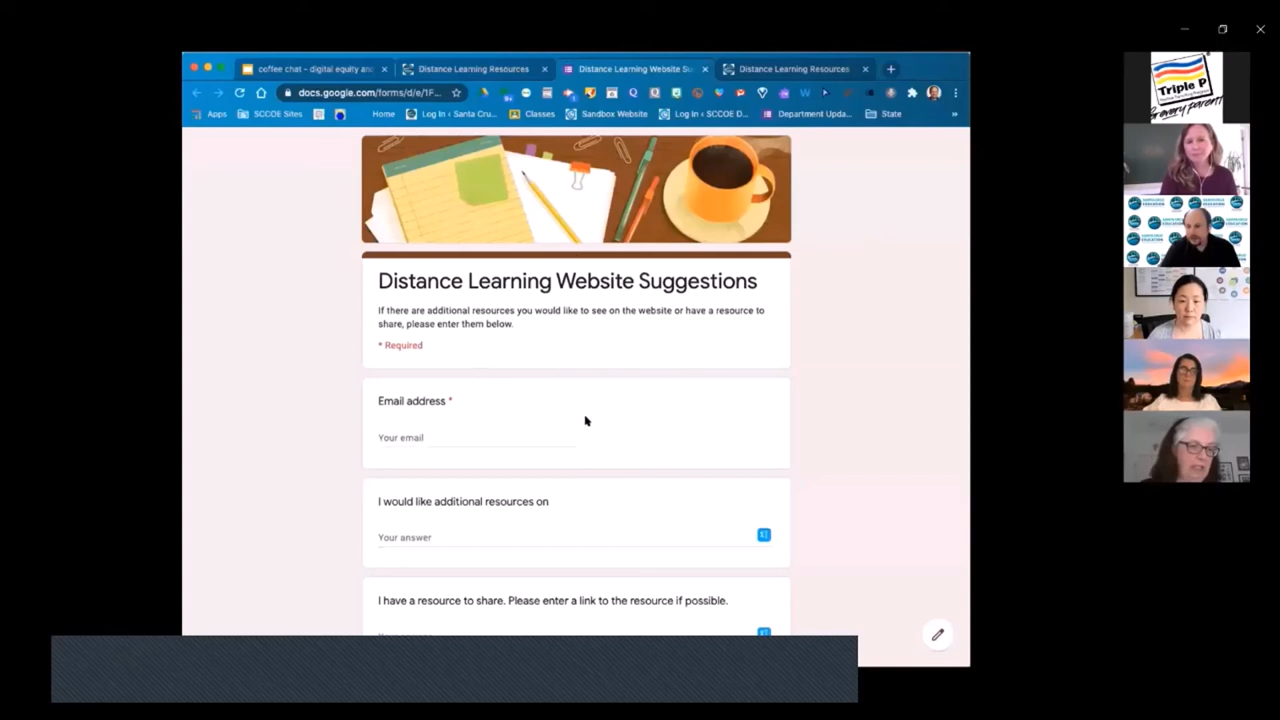 coffee chat - digital equity and
Distance Learning Resources
Distance Learning Website Su
Distance Learning Resources
docs.google.com/forms/d/e/1F...
Apps
SCCOE Sites
Home
Log In ‹ Santa Cru...
Classes
Sandbox Website
Log In ‹ SCCOE D...
Department Upda...
State
Distance Learning Website Suggestions
If there are additional resources you would like to see on the website or have a resource to
share, please enter them below.
* Required
Email address *
Your email
I would like additional resources on
Your answer
I have a resource to share. Please enter a link to the resource if possible.
Triple P
for every parent